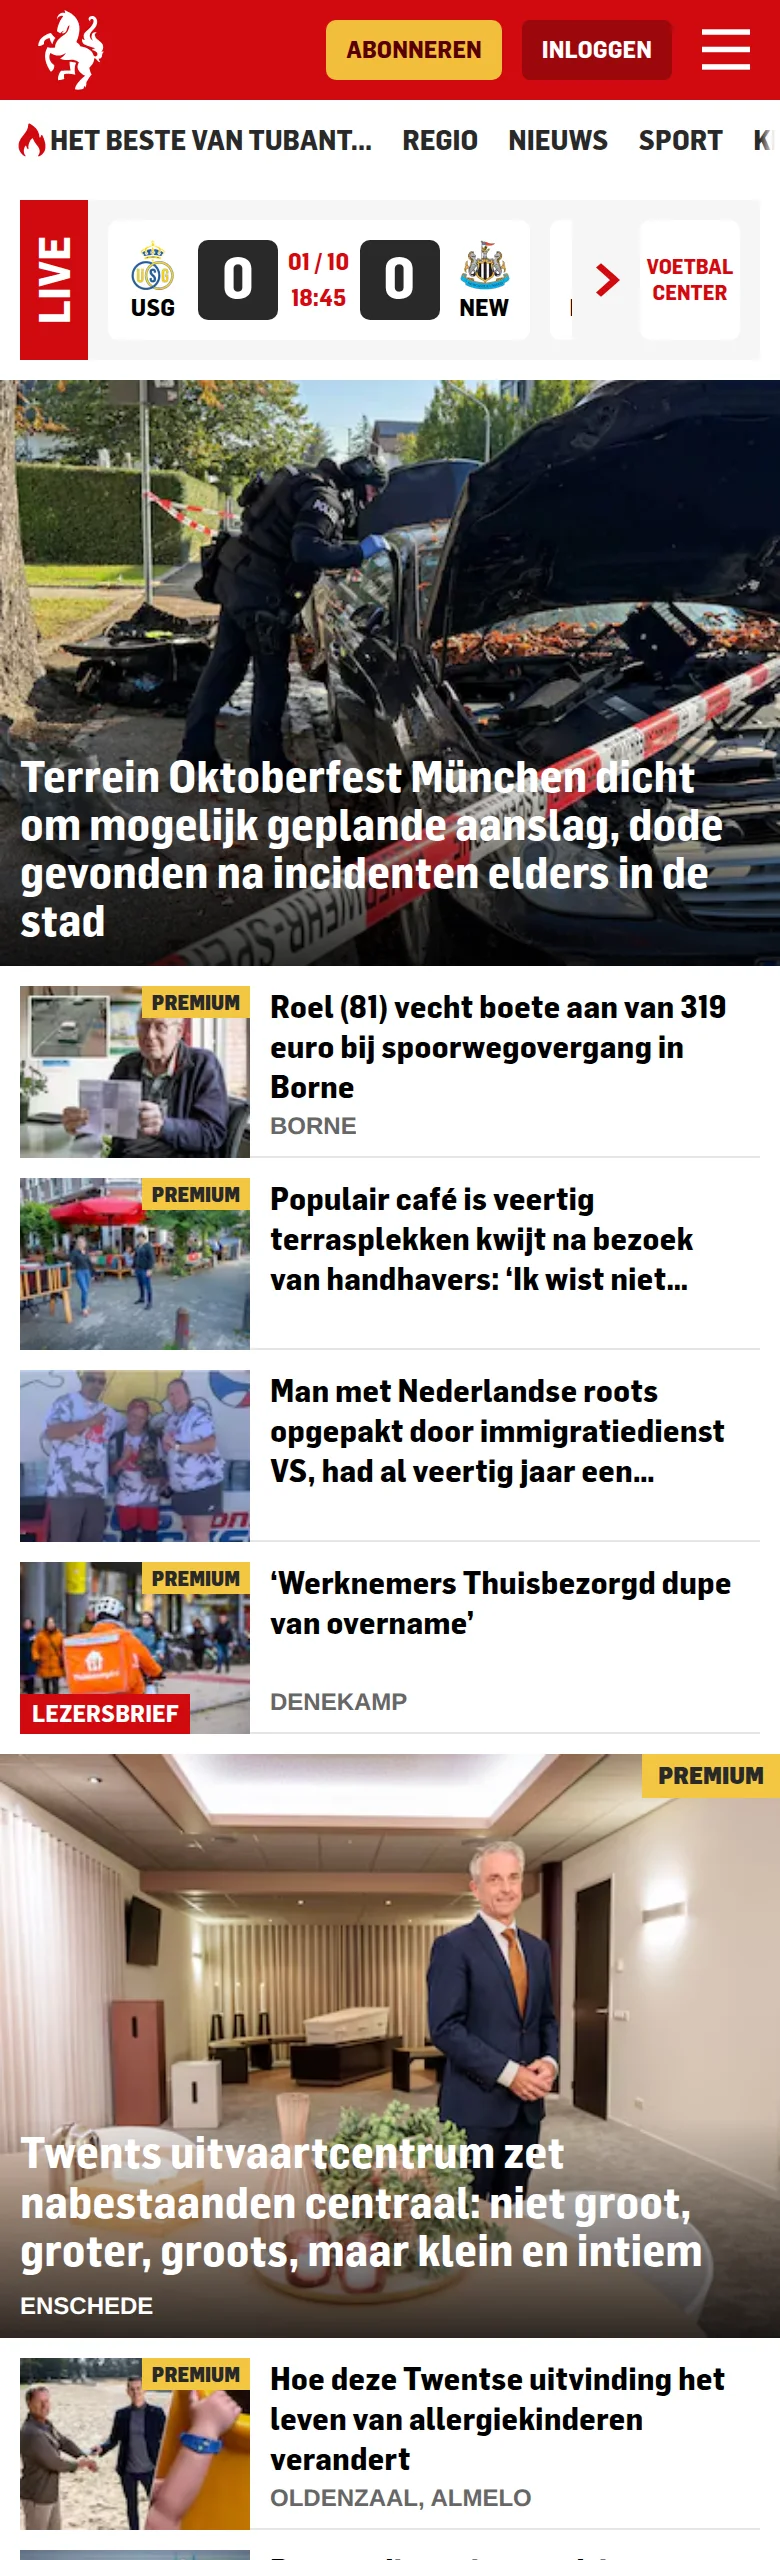 ABONNEREN
INLOGGEN
HET BESTE VAN TUBANT...
REGIO
NIEUWS
SPORT
LIVE
USG
0
01 / 10
18:45
0
NEW
VOETBAL
CENTER
POLIZEI
Terrein Oktoberfest München dicht
om mogelijk geplande aanslag, dode
gevonden na incidenten elders in de
stad
PREMIUM
Roel (81) vecht boete aan van 319
euro bij spoorwegovergang in
Borne
BORNE
PREMIUM
Populair café is veertig
terrasplekken kwijt na bezoek
van handhavers: ‘Ik wist niet...
Man met Nederlandse roots
opgepakt door immigratiedienst
VS, had al veertig jaar een...
PREMIUM
‘Werknemers Thuisbezorgd dupe
van overname’
LEZERSBRIEF
DENEKAMP
PREMIUM
Twents uitvaartcentrum zet
nabestaanden centraal: niet groot,
groter, groots, maar klein en intiem
ENSCHEDE
PREMIUM
Hoe deze Twentse uitvinding het
leven van allergiekinderen
verandert
OLDENZAAL, ALMELO